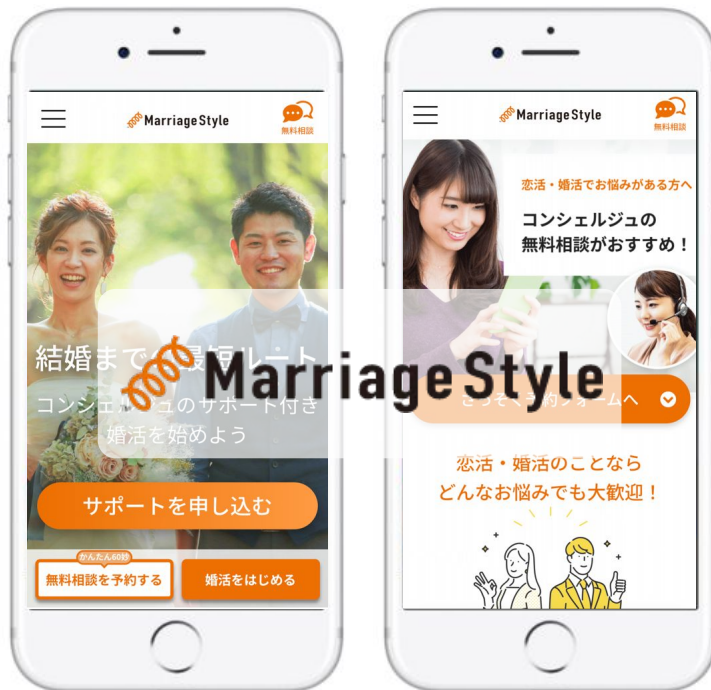 MarriageStyle
無料相談
結婚までの最短ルート
コンシェルジュのサポート付き
婚活を始めよう
サポートを申し込む
かんたん60秒
無料相談を予約する
婚活をはじめる
MarriageStyle
無料相談
恋活・婚活でお悩みがある方へ
コンシェルジュの
無料相談がおすすめ！
さっそく予約フォームへ
恋活・婚活のことなら
どんなお悩みでも大歓迎！
MarriageStyle